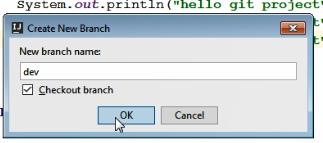 System.out.println("hello git project"
Create New Branch
t"
New branch name:
t"
dev
Checkout branch
OK Cancel